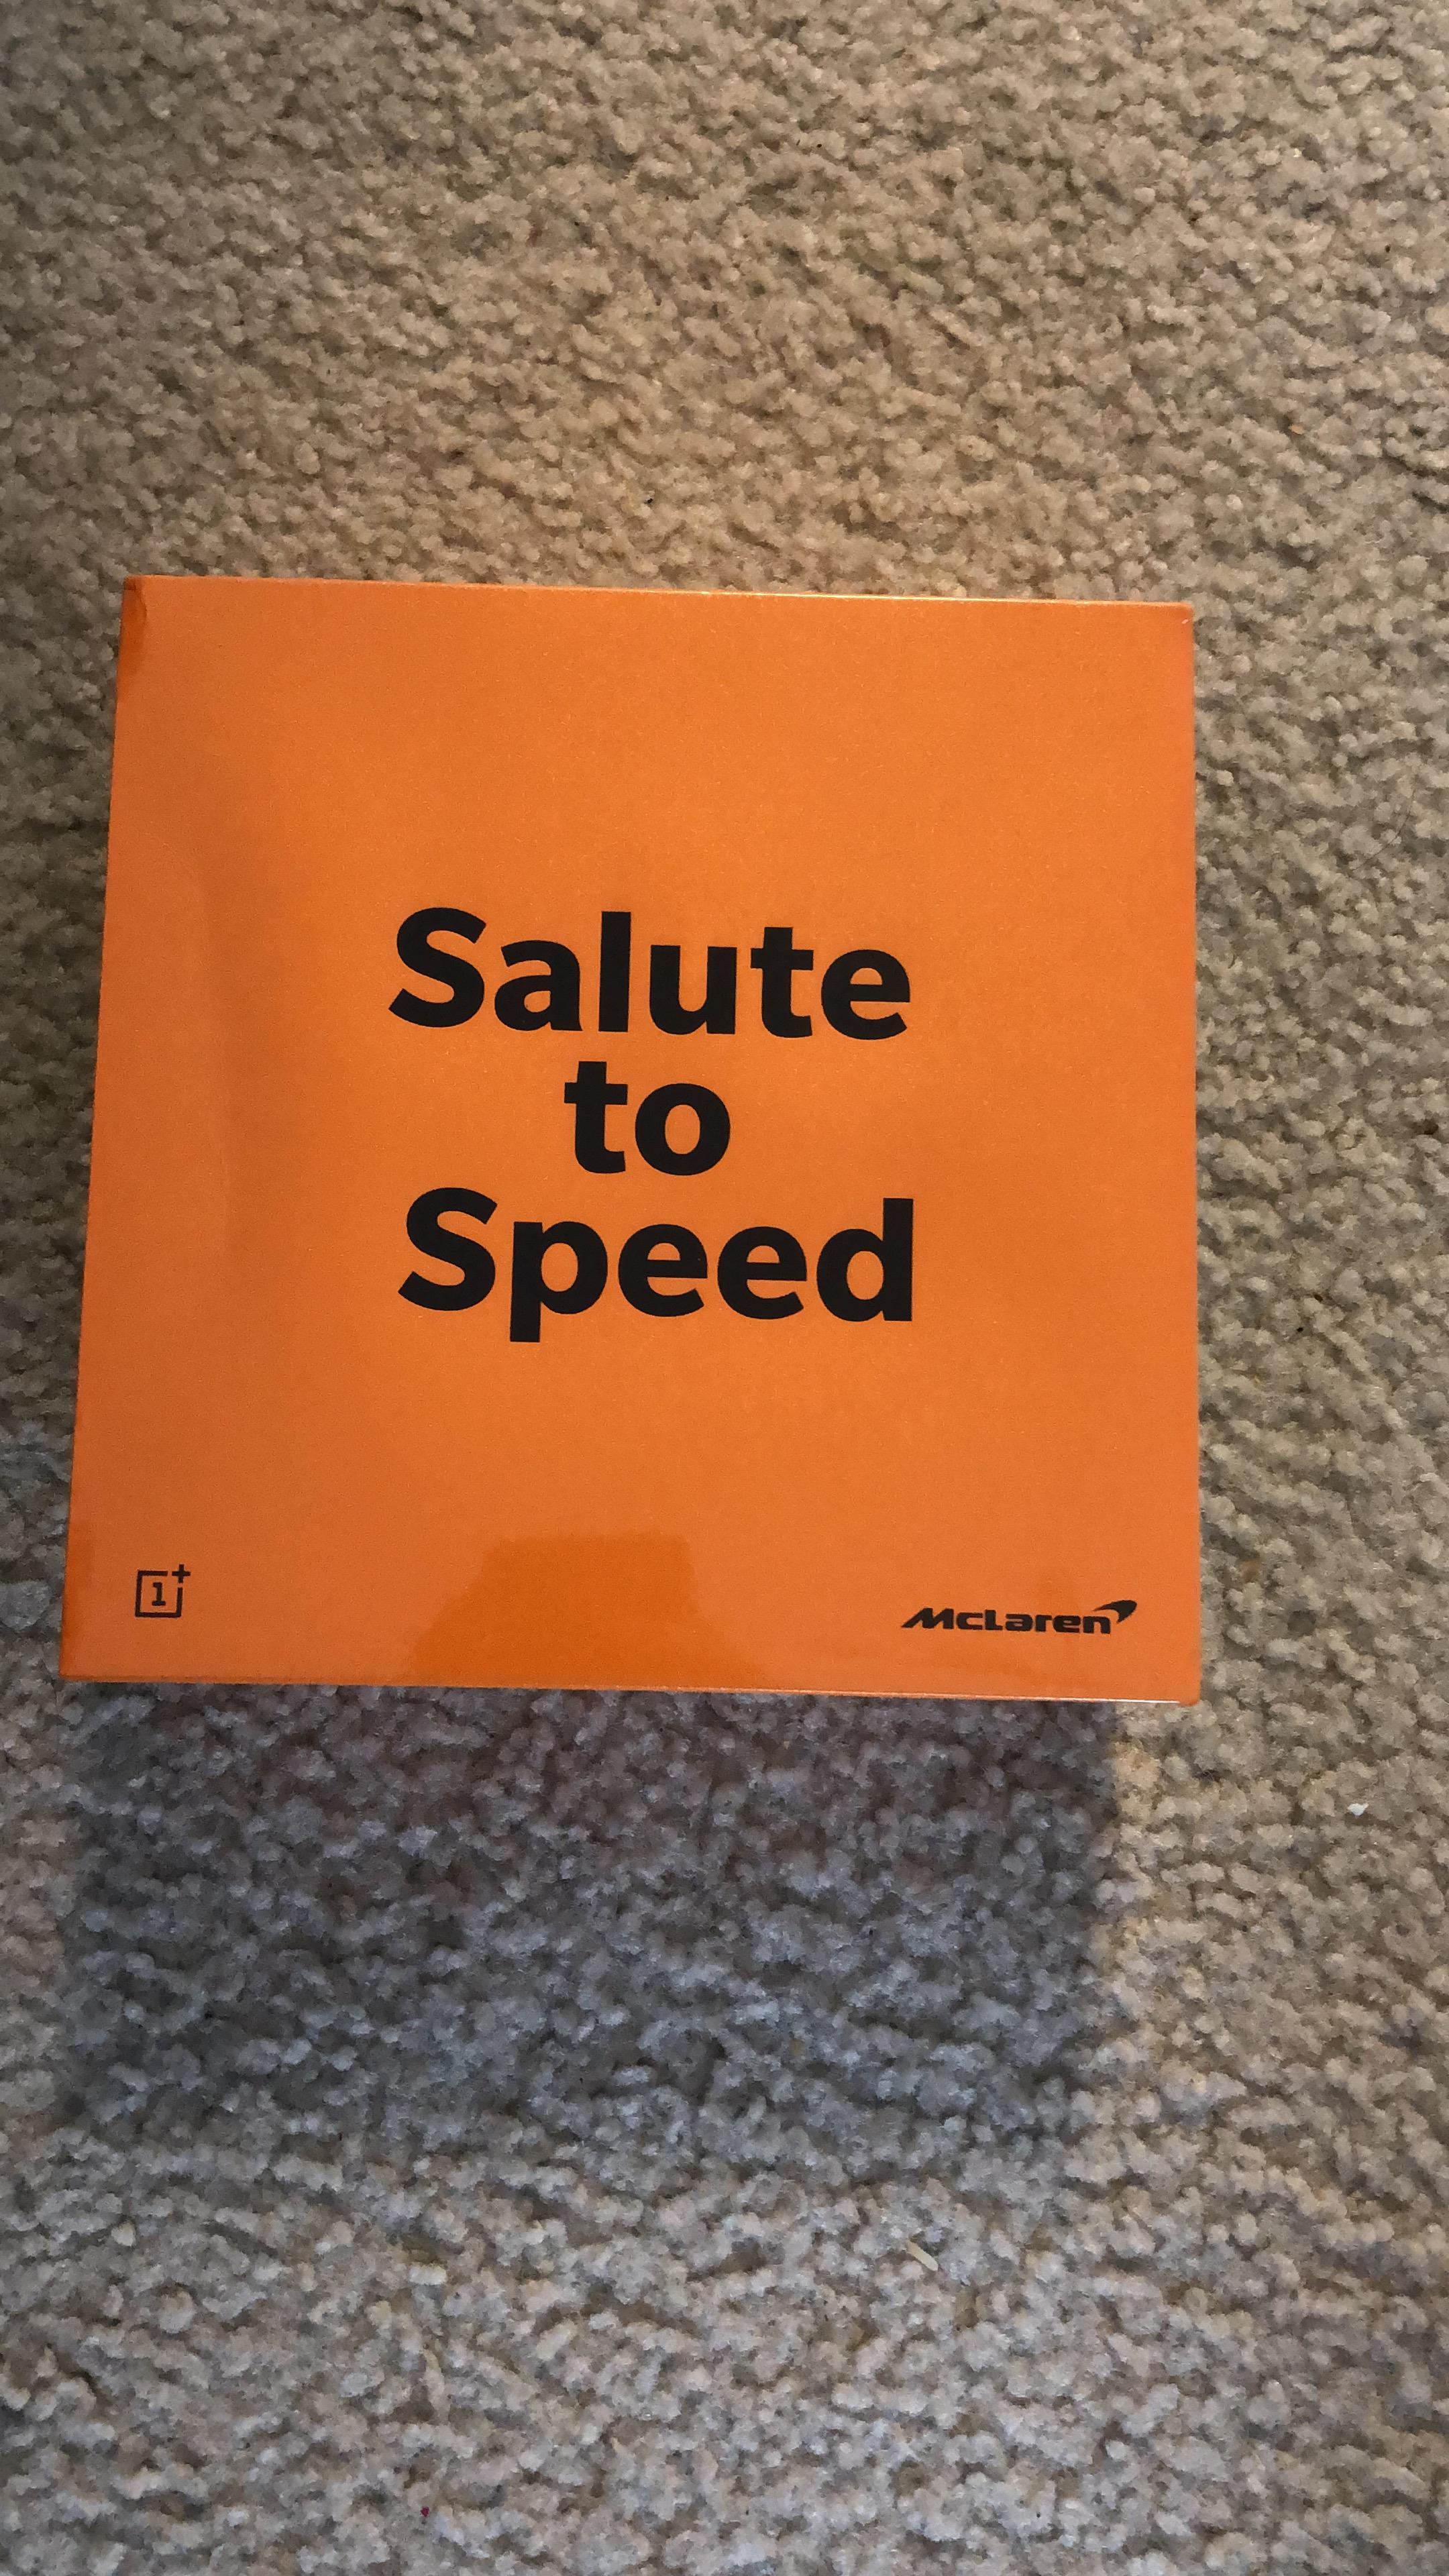 Salute
to
Speed
1+
McLaren